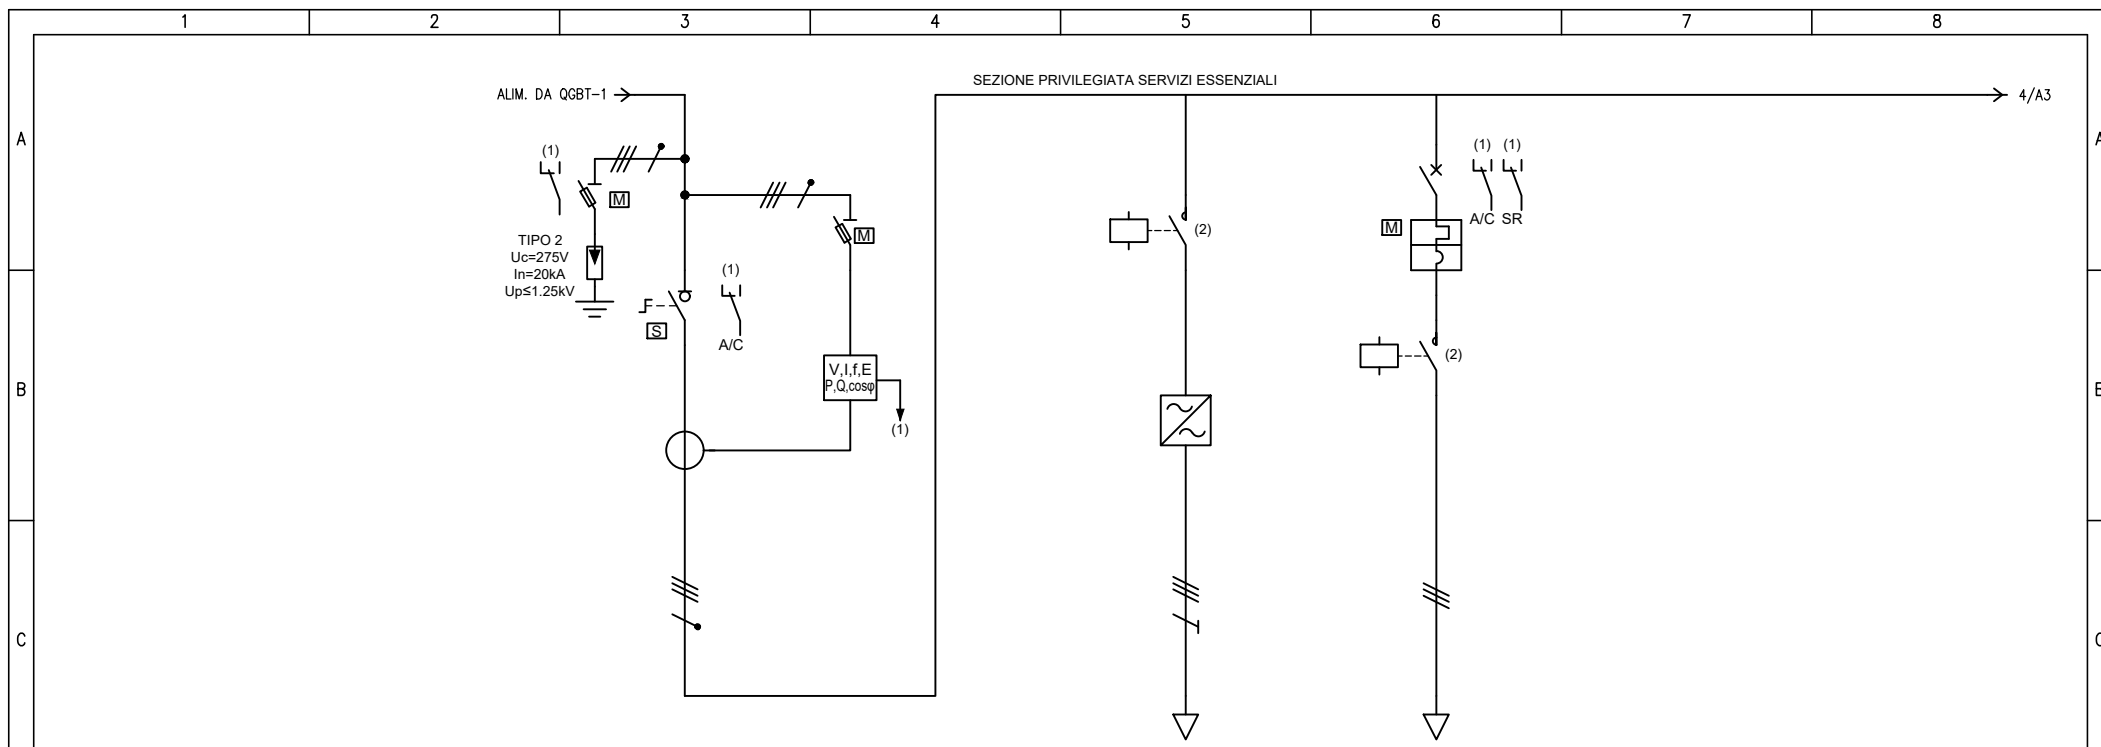 1 2 3 4 5 6 7 8
SEZIONE PRIVILEGIATA SERVIZI ESSENZIALI
ALIM. DA QGBT-1
4/A3
A
A
(1)
(1) (1)
M
A/C SR
(2)
M
M
TIPO 2
Uc=275V
In=20kA
Up≤1.25kV
(1)
S
A/C
(2)
V,I,f,E
P,Q,cosφ
B
B
(1)
C
C